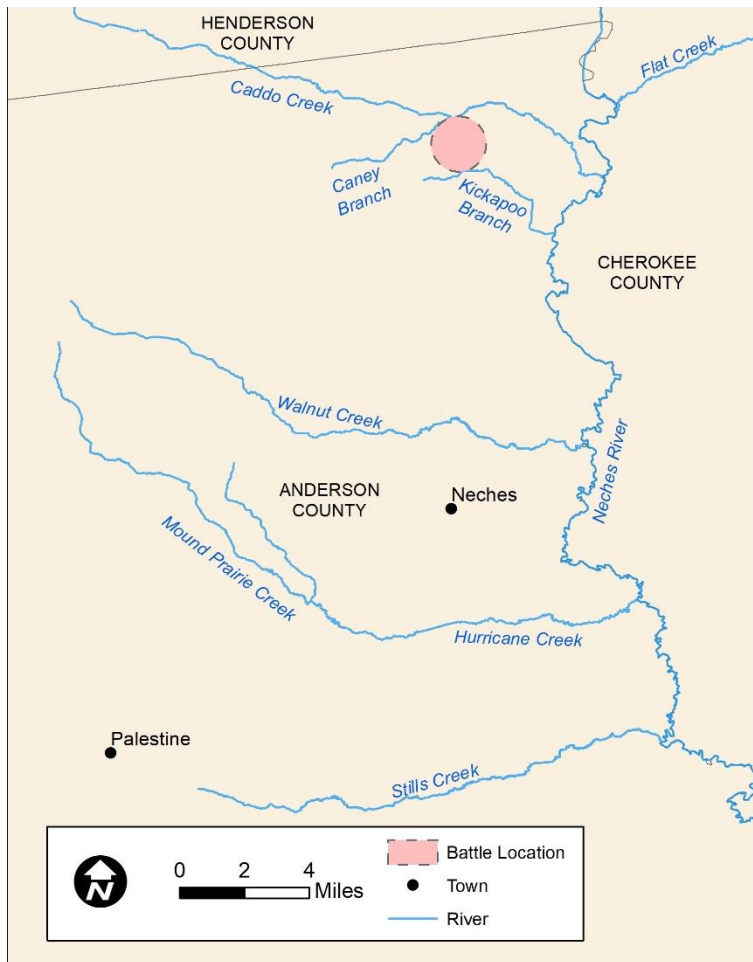 HENDERSON
COUNTY
Flat Creek
Caddo Creek
Caney
Branch
Kickapoo
Branch
CHEROKEE
COUNTY
Walnut Creek
Neches River
ANDERSON
COUNTY
Neches
Mound Prairie Creek
Hurricane Creek
Palestine
Stills Creek
N
0 2 4
Miles
Battle Location
Town
River